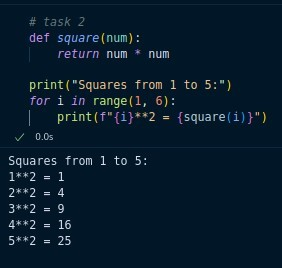 # task 2
def square(num):
    return num * num

print("Squares from 1 to 5:")
for i in range(1, 6):
    print(f"{i}**2 = {square(i)}")
✓ 0.0s
Squares from 1 to 5:
1**2 = 1
2**2 = 4
3**2 = 9
4**2 = 16
5**2 = 25